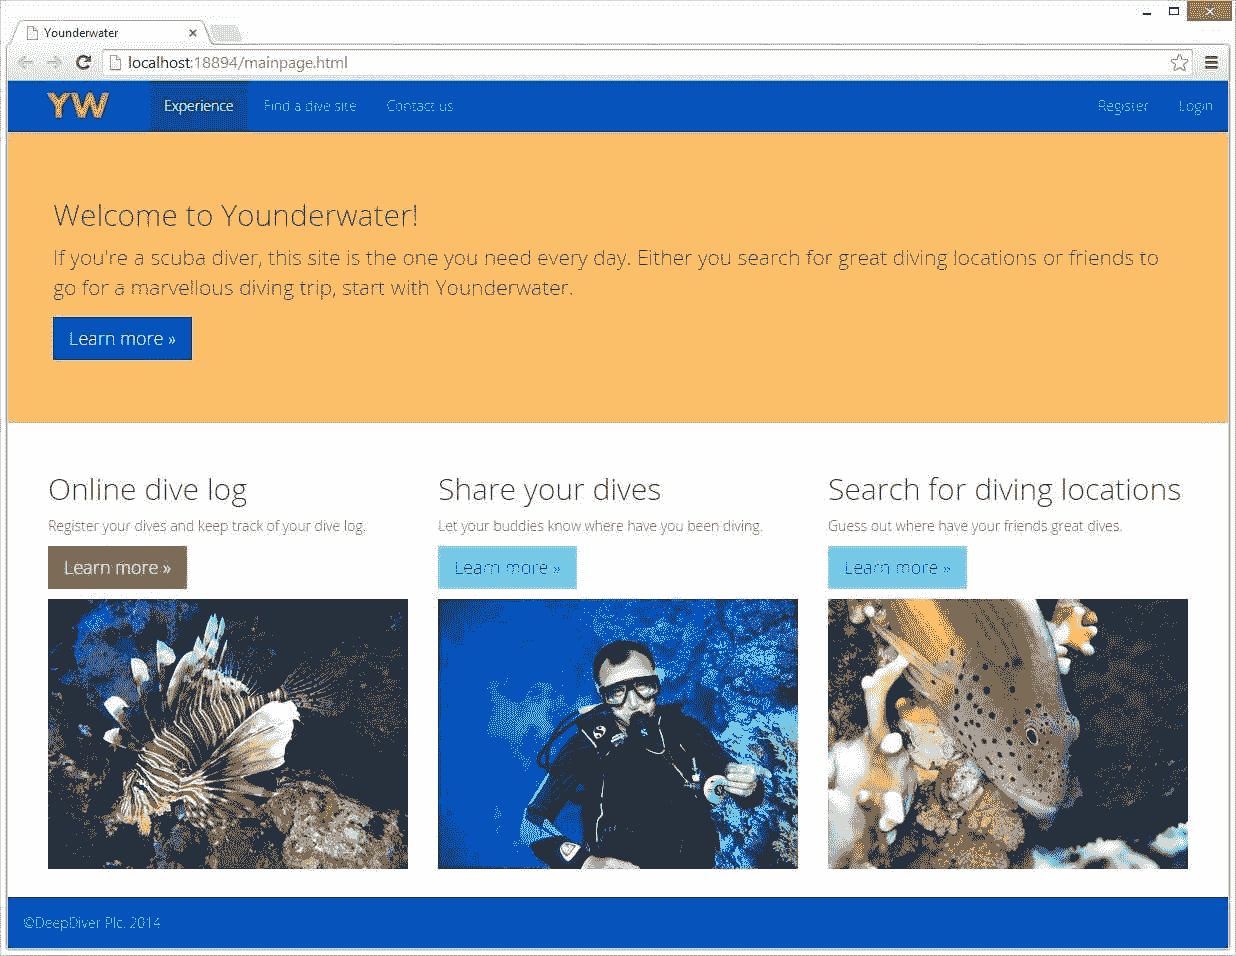 Younderwater
localhost:18894/mainpage.html
YW Experience Find a dive site Contact us Register Login
Welcome to Younderwater!
If you're a scuba diver, this site is the one you need every day. Either you search for great diving locations or friends to
go for a marvellous diving trip, start with Younderwater.
Learn more »
Online dive log
Register your dives and keep track of your dive log.
Learn more »
Share your dives
Let your buddies know where have you been diving.
Learn more »
Search for diving locations
Guess out where have your friends great dives.
Learn more »
©DeepDiver Plc. 2014